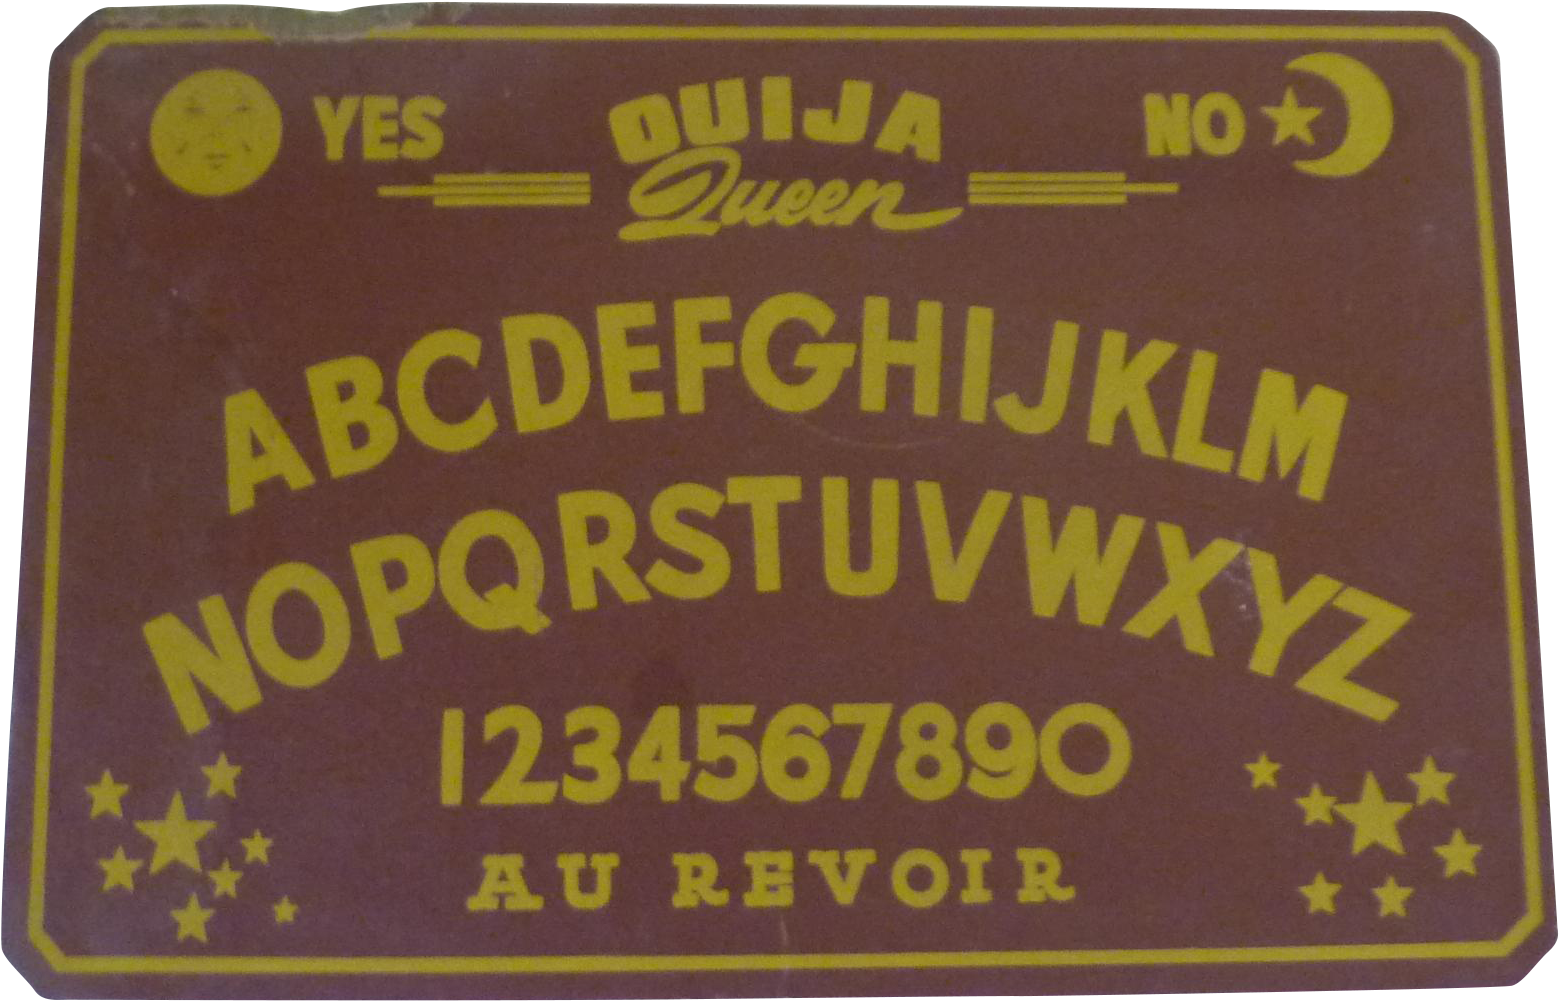 YES OUIJA NO
Queen
ABCDEFGHIJKLM
NOPQRSTUVWXYZ
1234567890
AU REVOIR